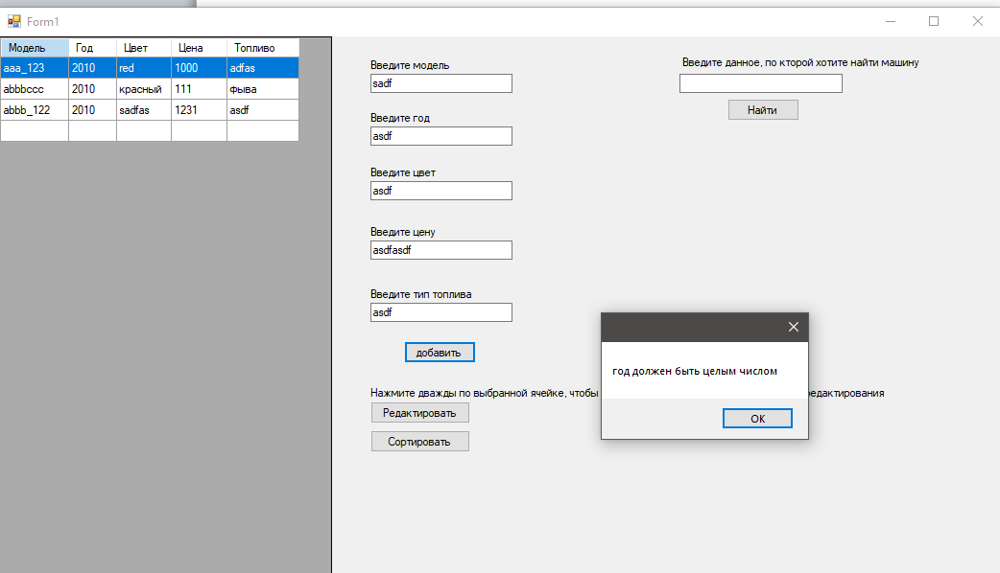 Form1
Модель Год Цвет Цена Топливо
aaa_123 2010 red 1000 adfas
abbbccc 2010 красный 111 фыва
abbb_122 2010 sadfas 1231 asdf
Введите модель
sadf
Введите год
asdf
Введите цвет
asdf
Введите цену
asdfasdf
Введите тип топлива
asdf
добавить
Нажмите дважды по выбранной ячейке, чтобы редактирования
Редактировать
Сортировать
Введите данное, по кторой хотите найти машину
Найти
год должен быть целым числом
OK